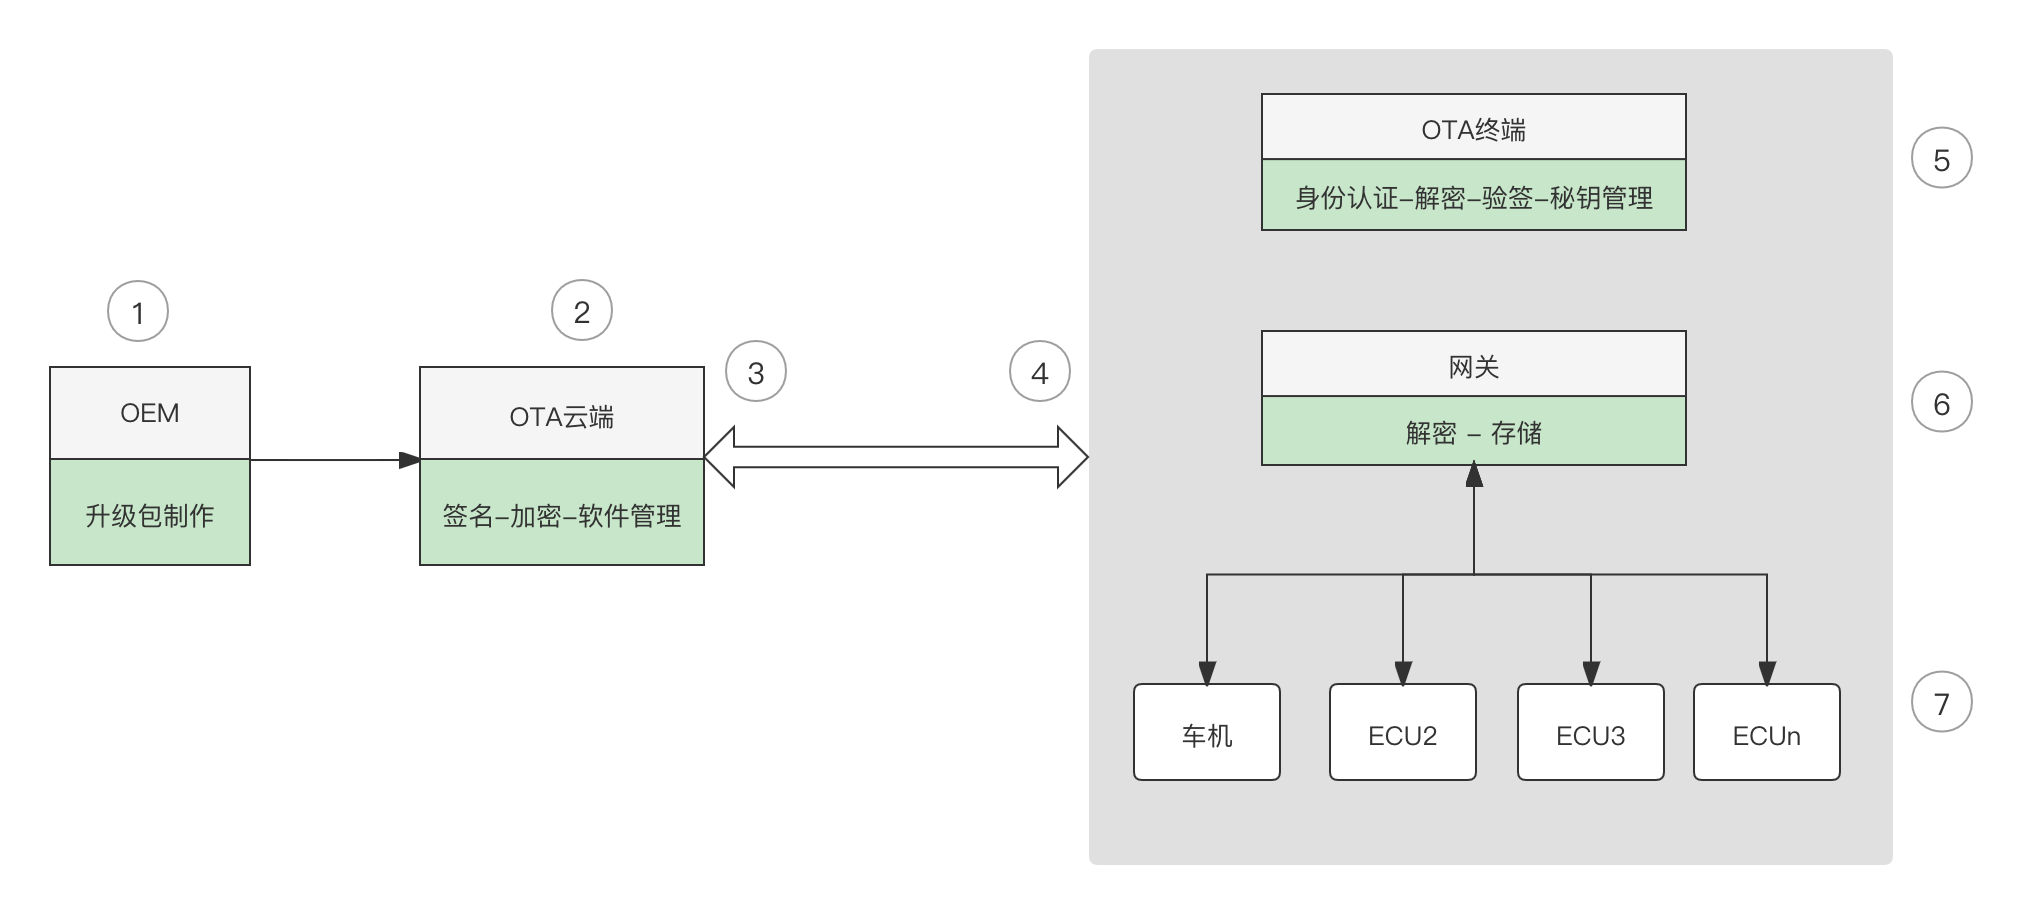 1
OEM
升级包制作
2
OTA云端
签名–加密–软件管理
3
4
OTA终端
身份认证–解密–验签–秘钥管理
5
网关
解密 – 存储
6
车机
ECU2
ECU3
ECUn
7